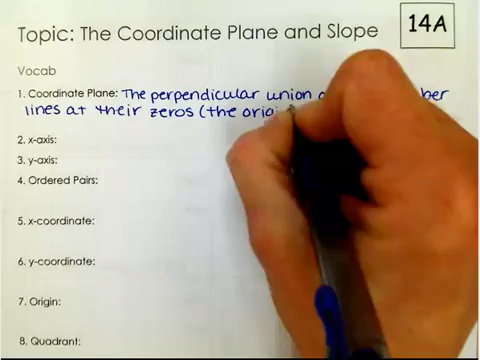 Topic: The Coordinate Plane and Slope
14A
Vocab
1. Coordinate Plane: The perpendicular union
lines at their zeros (the
2. x-axis:
3. y-axis:
4. Ordered Pairs:
5. x-coordinate:
6. y-coordinate:
7. Origin:
8. Quadrant: